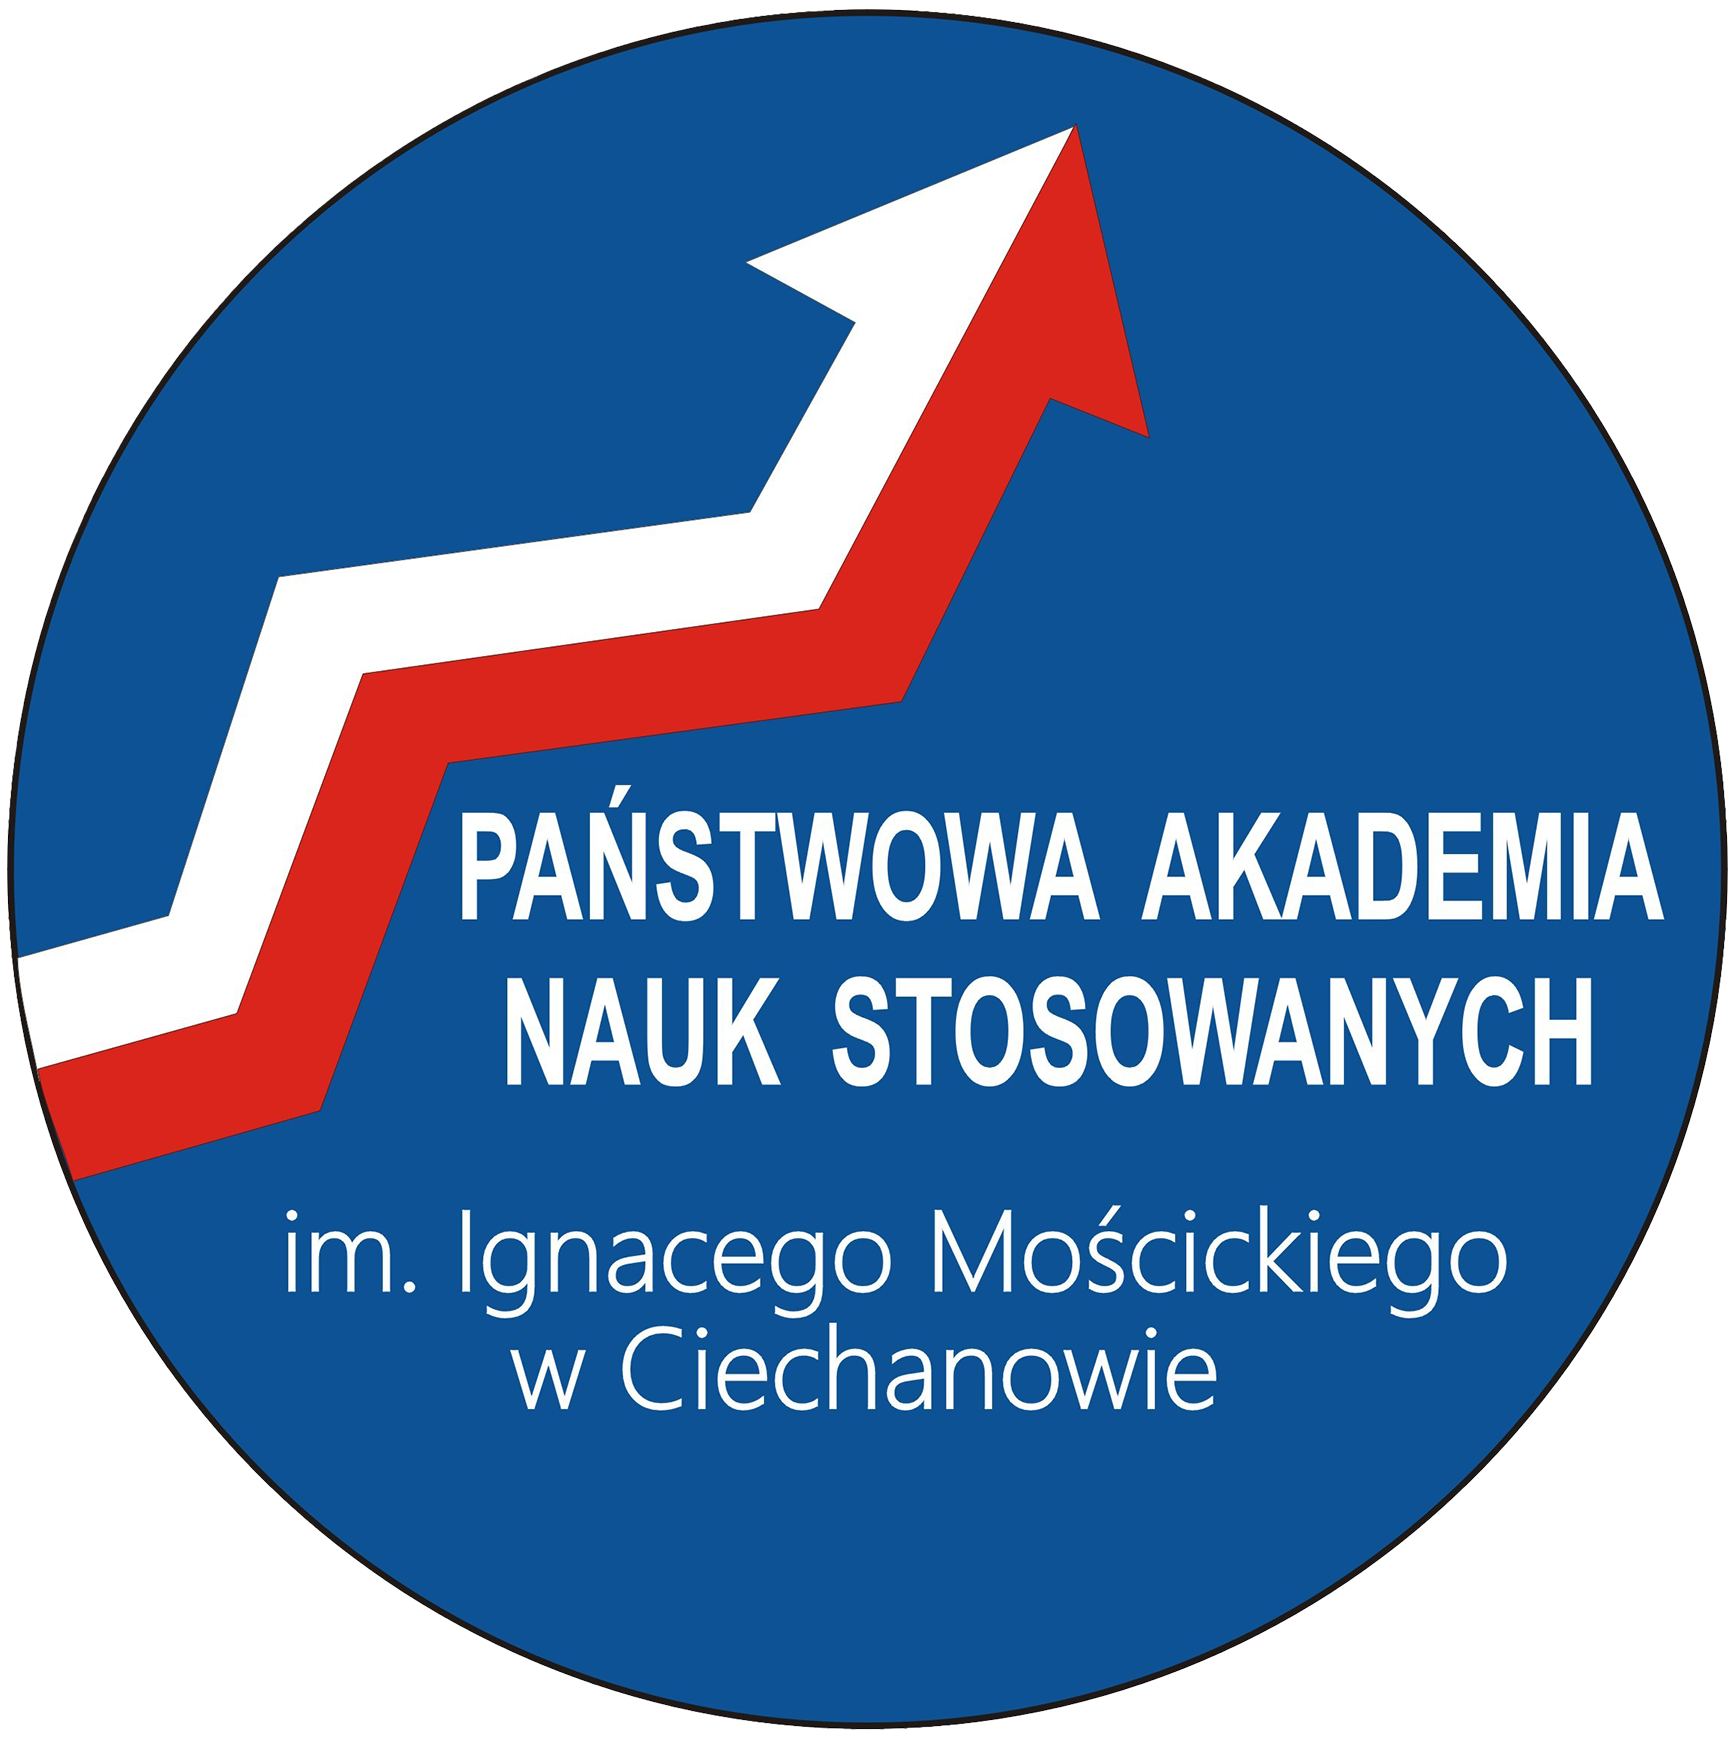 PAŃSTWOWA AKADEMIA
NAUK STOSOWANYCH
im. Ignacego Mościckiego
w Ciechanowie